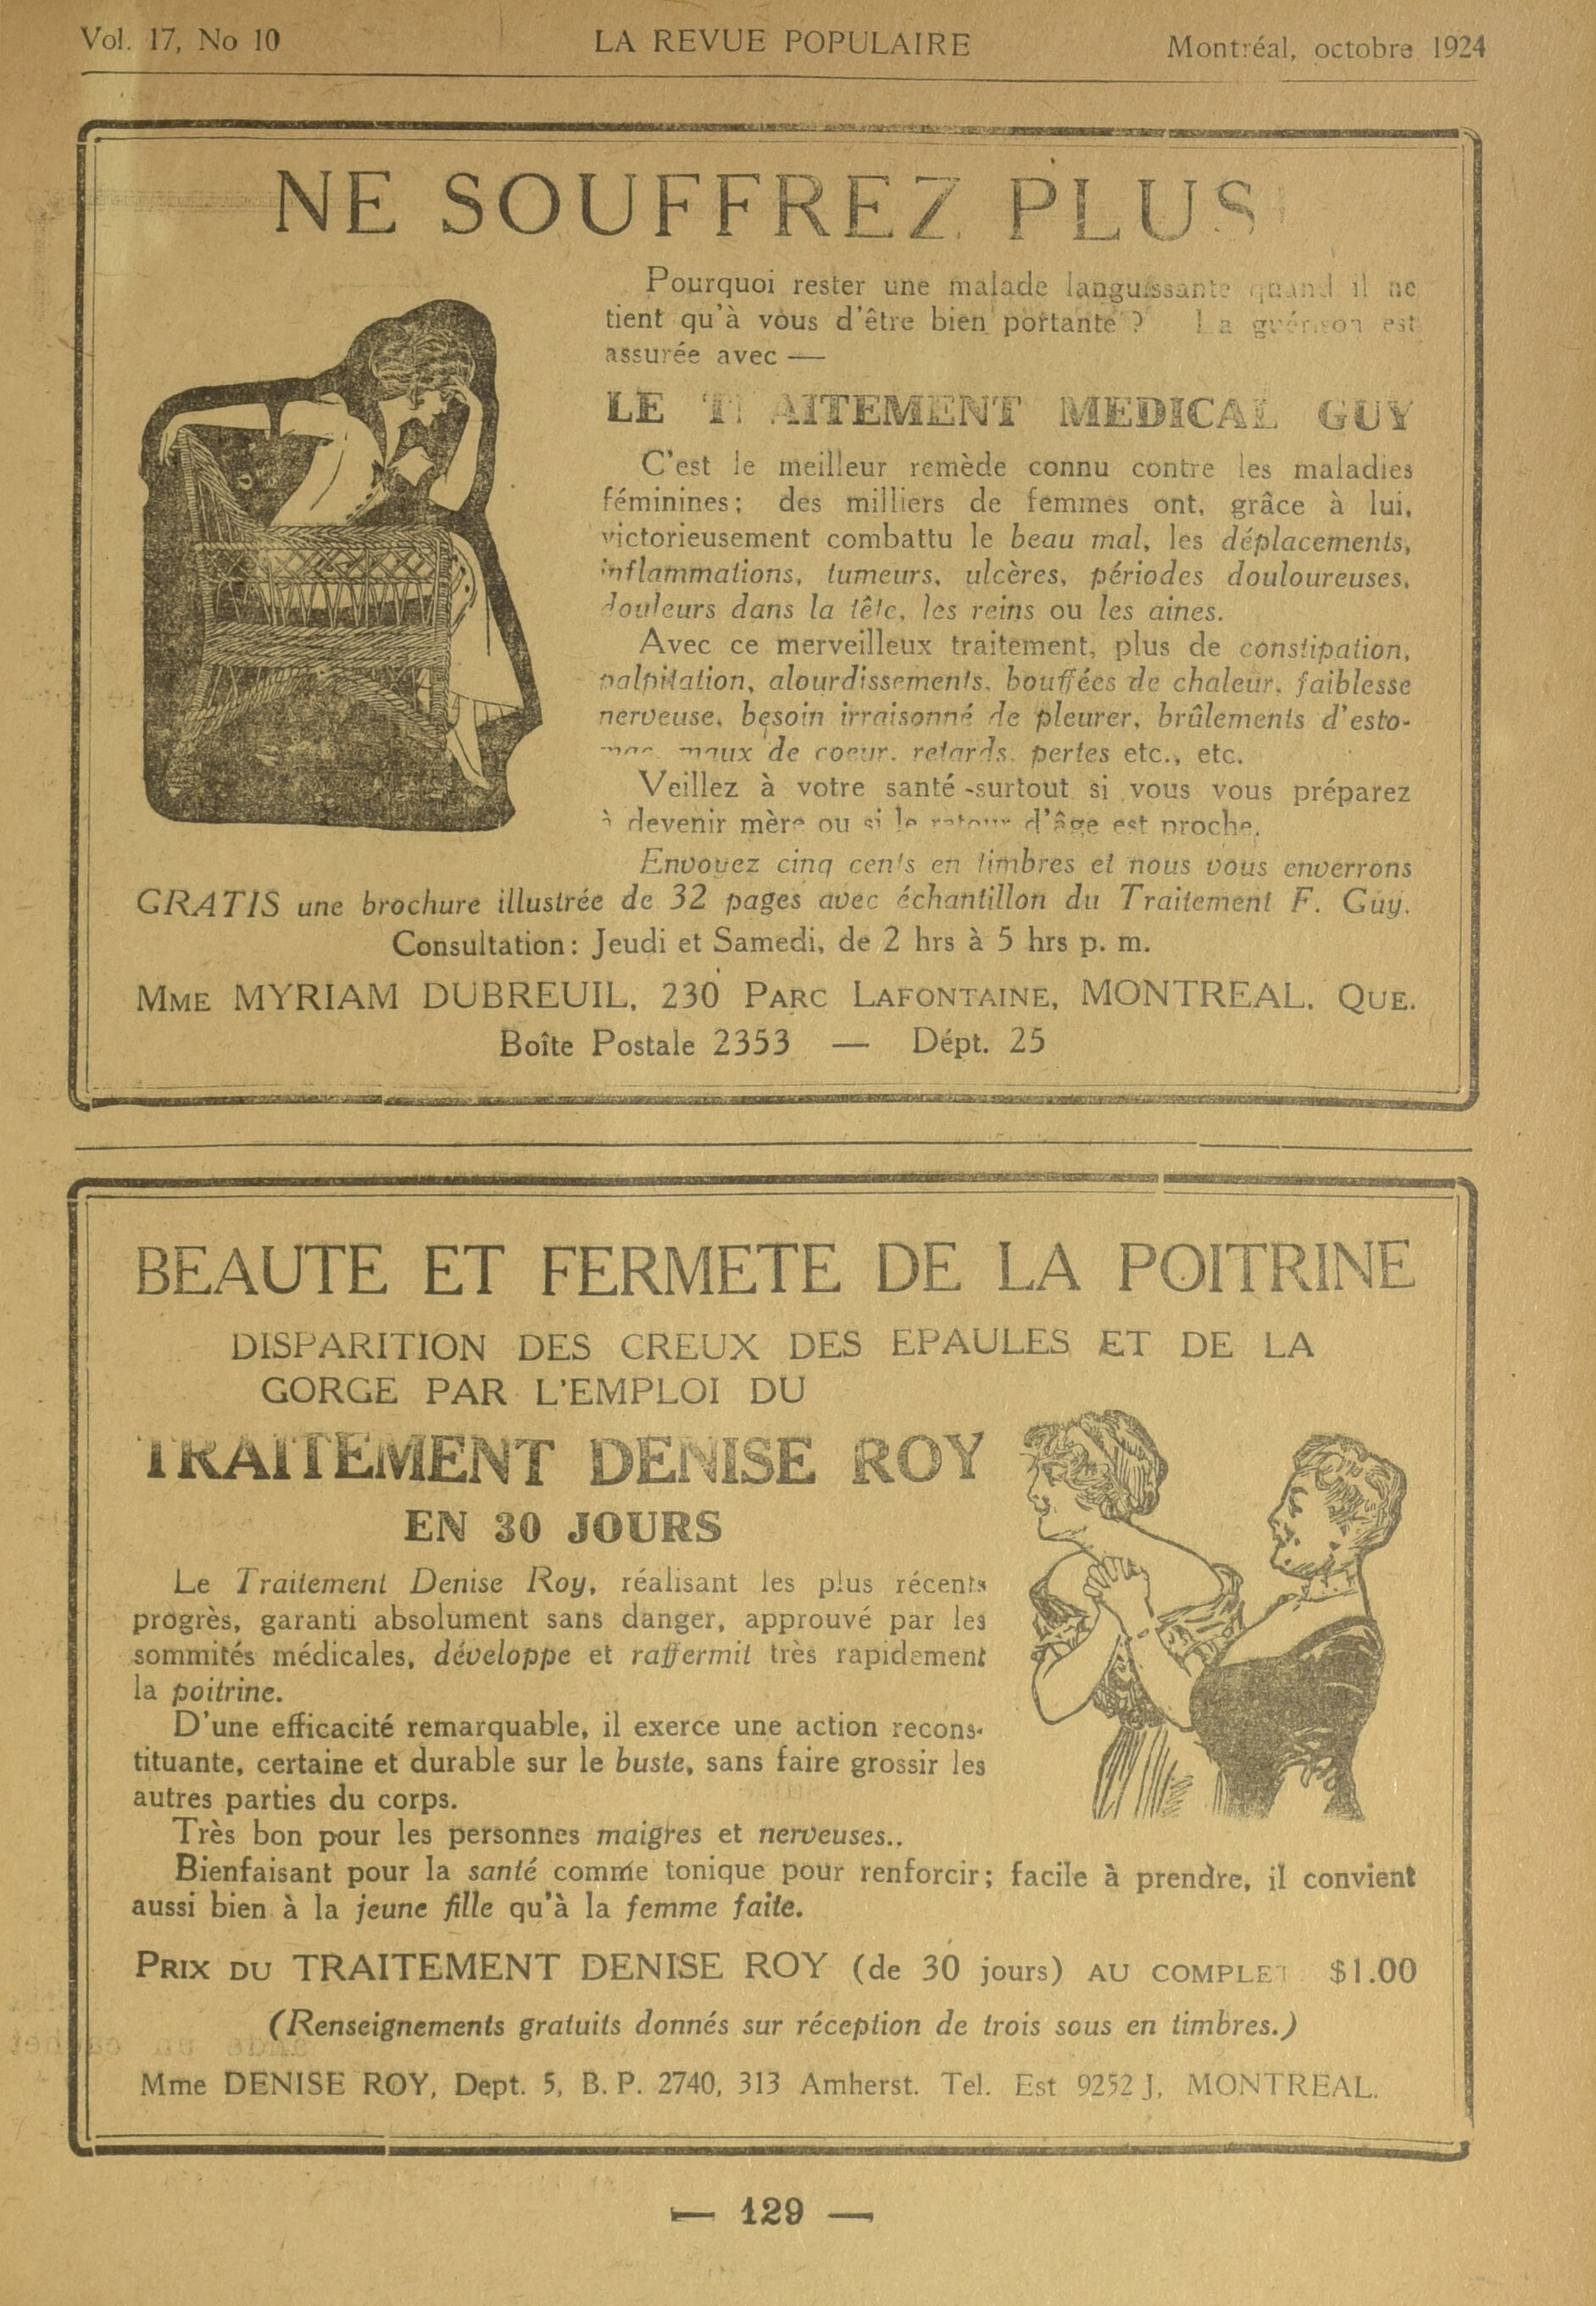 Vol. 17, No 10 LA REVUE POPULAIRE Montréal, octobre 1924
NE SOUFFREZ PLUS
Pourquoi rester une malade languissante quand il ne
tient qu'à vous d'être bien portante ? La guérison est
assurée avec —
LE TRAITEMENT MEDICAL GUY
C'est le meilleur remède connu contre les maladies
féminines; des milliers de femmes ont, grâce à lui,
victorieusement combattu le beau mal, les déplacements,
inflammations, tumeurs, ulcères, périodes douloureuses,
douleurs dans la tête, les reins ou les aines.
Avec ce merveilleux traitement, plus de constipation,
palpitation, alourdissements, bouffées de chaleur, faiblesse
nerveuse, besoin irraisonné de pleurer, brûlements d'esto-
mac, maux de coeur, retards, pertes etc., etc.
Veillez à votre santé -surtout si vous vous préparez
à devenir mère ou si le retour d'âge est proche.
Envoyez cinq cents en timbres et nous vous enverrons
GRATIS une brochure illustrée de 32 pages avec échantillon du Traitement F. Guy.
Consultation: Jeudi et Samedi, de 2 hrs à 5 hrs p. m.
MME MYRIAM DUBREUIL, 230 PARC LAFONTAINE, MONTREAL, QUE.
Boîte Postale 2353 — Dépt. 25
BEAUTE ET FERMETE DE LA POITRINE
DISPARITION DES CREUX DES EPAULES ET DE LA
GORGE PAR L'EMPLOI DU
TRAITEMENT DENISE ROY
EN 30 JOURS
Le Traitement Denise Roy, réalisant les plus récents
progrès, garanti absolument sans danger, approuvé par les
sommités médicales, développe et raffermit très rapidement
la poitrine.
D'une efficacité remarquable, il exerce une action recons-
tituante, certaine et durable sur le buste, sans faire grossir les
autres parties du corps.
Très bon pour les personnes maigres et nerveuses..
Bienfaisant pour la santé comme tonique pour renforcir; facile à prendre, il convient
aussi bien à la jeune fille qu'à la femme faite.
PRIX DU TRAITEMENT DENISE ROY (de 30 jours) AU COMPLET $1.00
(Renseignements gratuits donnés sur réception de trois sous en timbres.)
Mme DENISE ROY, Dept. 5, B. P. 2740, 313 Amherst. Tel. Est 9252 J, MONTREAL.
— 129 —